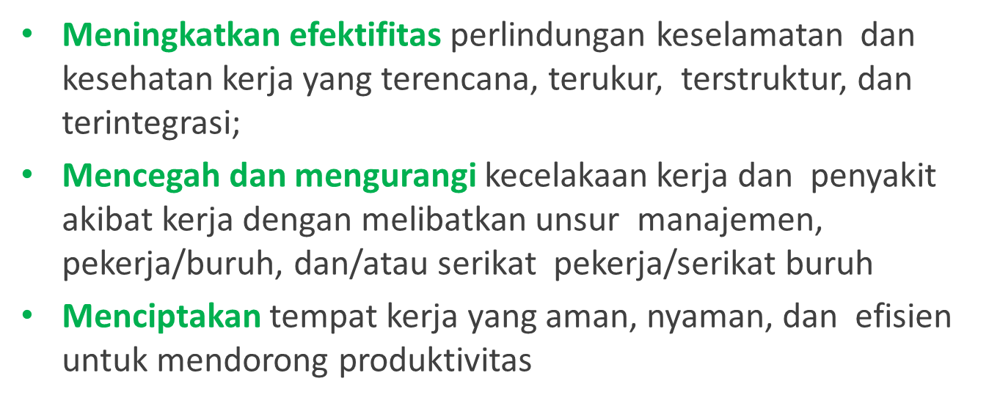 • Meningkatkan efektifitas perlindungan keselamatan dan
kesehatan kerja yang terencana, terukur, terstruktur, dan
terintegrasi;
• Mencegah dan mengurangi kecelakaan kerja dan penyakit
akibat kerja dengan melibatkan unsur manajemen,
pekerja/buruh, dan/atau serikat pekerja/serikat buruh
• Menciptakan tempat kerja yang aman, nyaman, dan efisien
untuk mendorong produktivitas